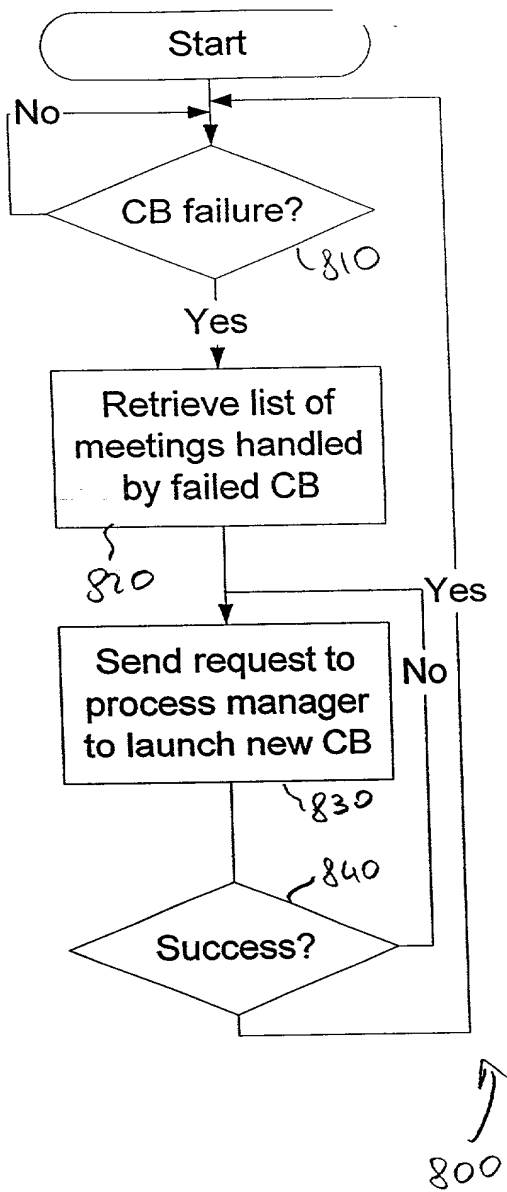 Start
No
CB failure?
810
Yes
Retrieve list of
meetings handled
by failed CB
820
Yes
Send request to
process manager
to launch new CB
No
830
840
Success?
800